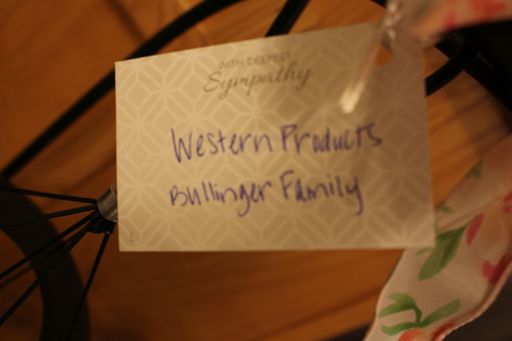 WITH DEEPEST
Sympathy
Western Products
Bullinger Family